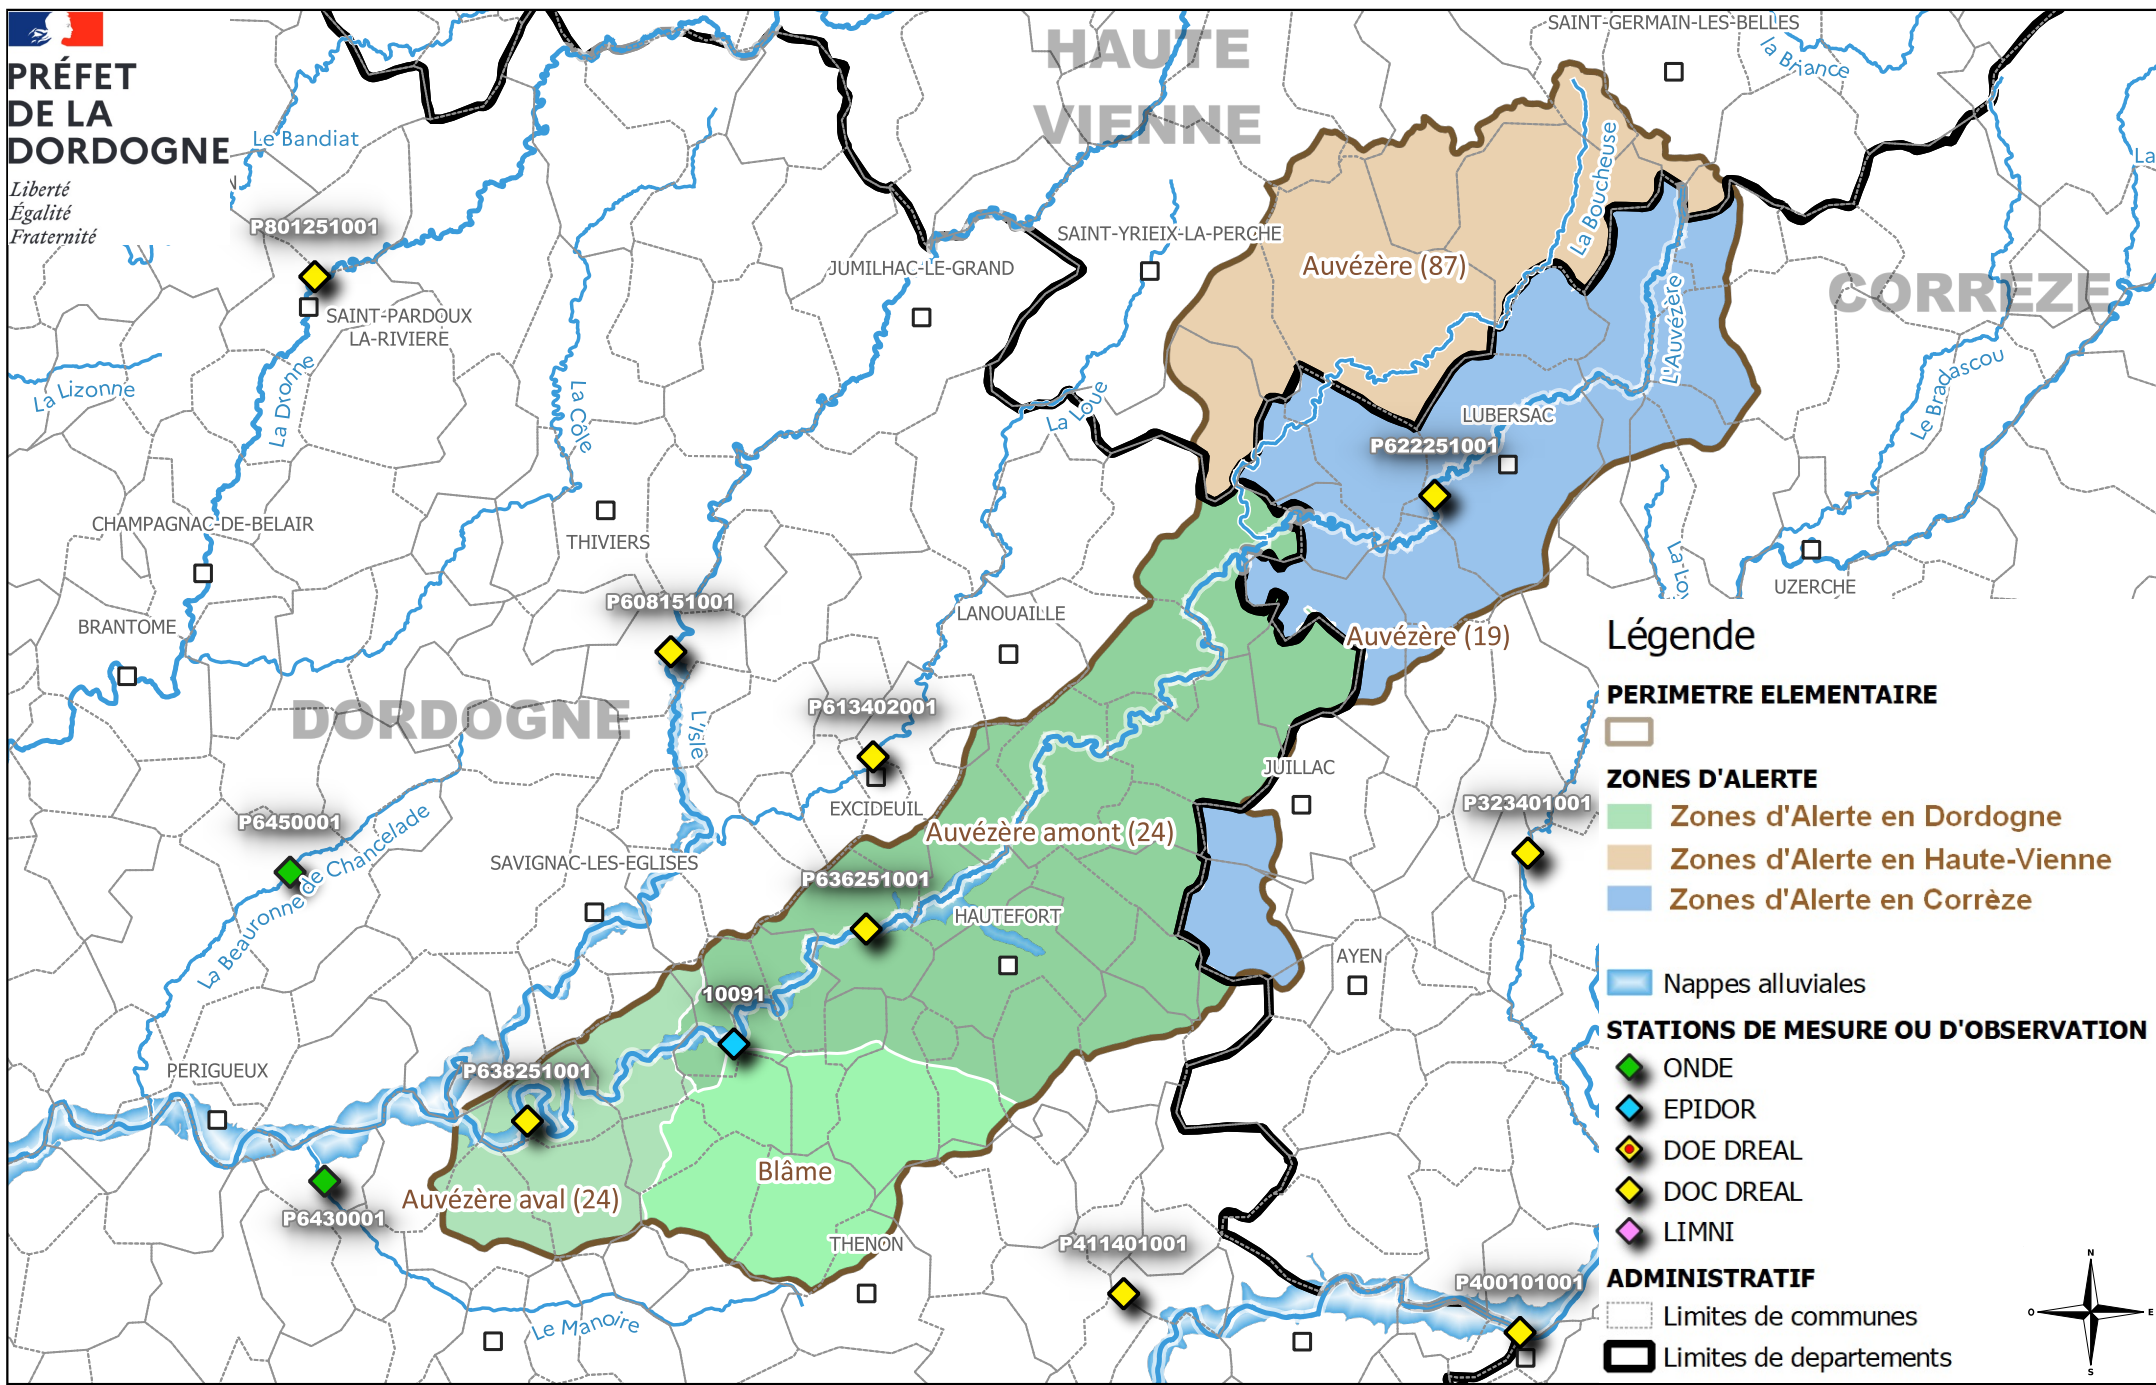 PRÉFET
DE LA
DORDOGNE
Liberté
Égalité
Fraternité
HAUTE
VIENNE
SAINT-GERMAIN-LES-BELLES
la Briance
Le Bandiat
P801251001
SAINT-PARDOUX
LA-RIVIERE
La Lizonne
La Dronne
La Côle
JUMILHAC-LE-GRAND
SAINT-YRIEIX-LA-PERCHE
La Loue
Auvézère (87)
La Boucheuse
L'Auvézère
CORREZE
Le Bradascou
LUBERSAC
P622251001
CHAMPAGNAC-DE-BELAIR
THIVIERS
UZERCHE
BRANTOME
P608151001
LANOUAILLE
Auvézère (19)
DORDOGNE
L'Isle
P613402001
EXCIDEUIL
JUILLAC
P323401001
P6450001
La Beauronne de Chancelade
SAVIGNAC-LES-EGLISES
Auvézère amont (24)
P636251001
HAUTEFORT
AYEN
10091
PERIGUEUX
P638251001
Blâme
Auvézère aval (24)
P6430001
THENON
P411401001
P400101001
Le Manoire
Légende
PERIMETRE ELEMENTAIRE
ZONES D'ALERTE
Zones d'Alerte en Dordogne
Zones d'Alerte en Haute-Vienne
Zones d'Alerte en Corrèze
Nappes alluviales
STATIONS DE MESURE OU D'OBSERVATION
ONDE
EPIDOR
DOE DREAL
DOC DREAL
LIMNI
ADMINISTRATIF
Limites de communes
Limites de departements
N
O
E
S